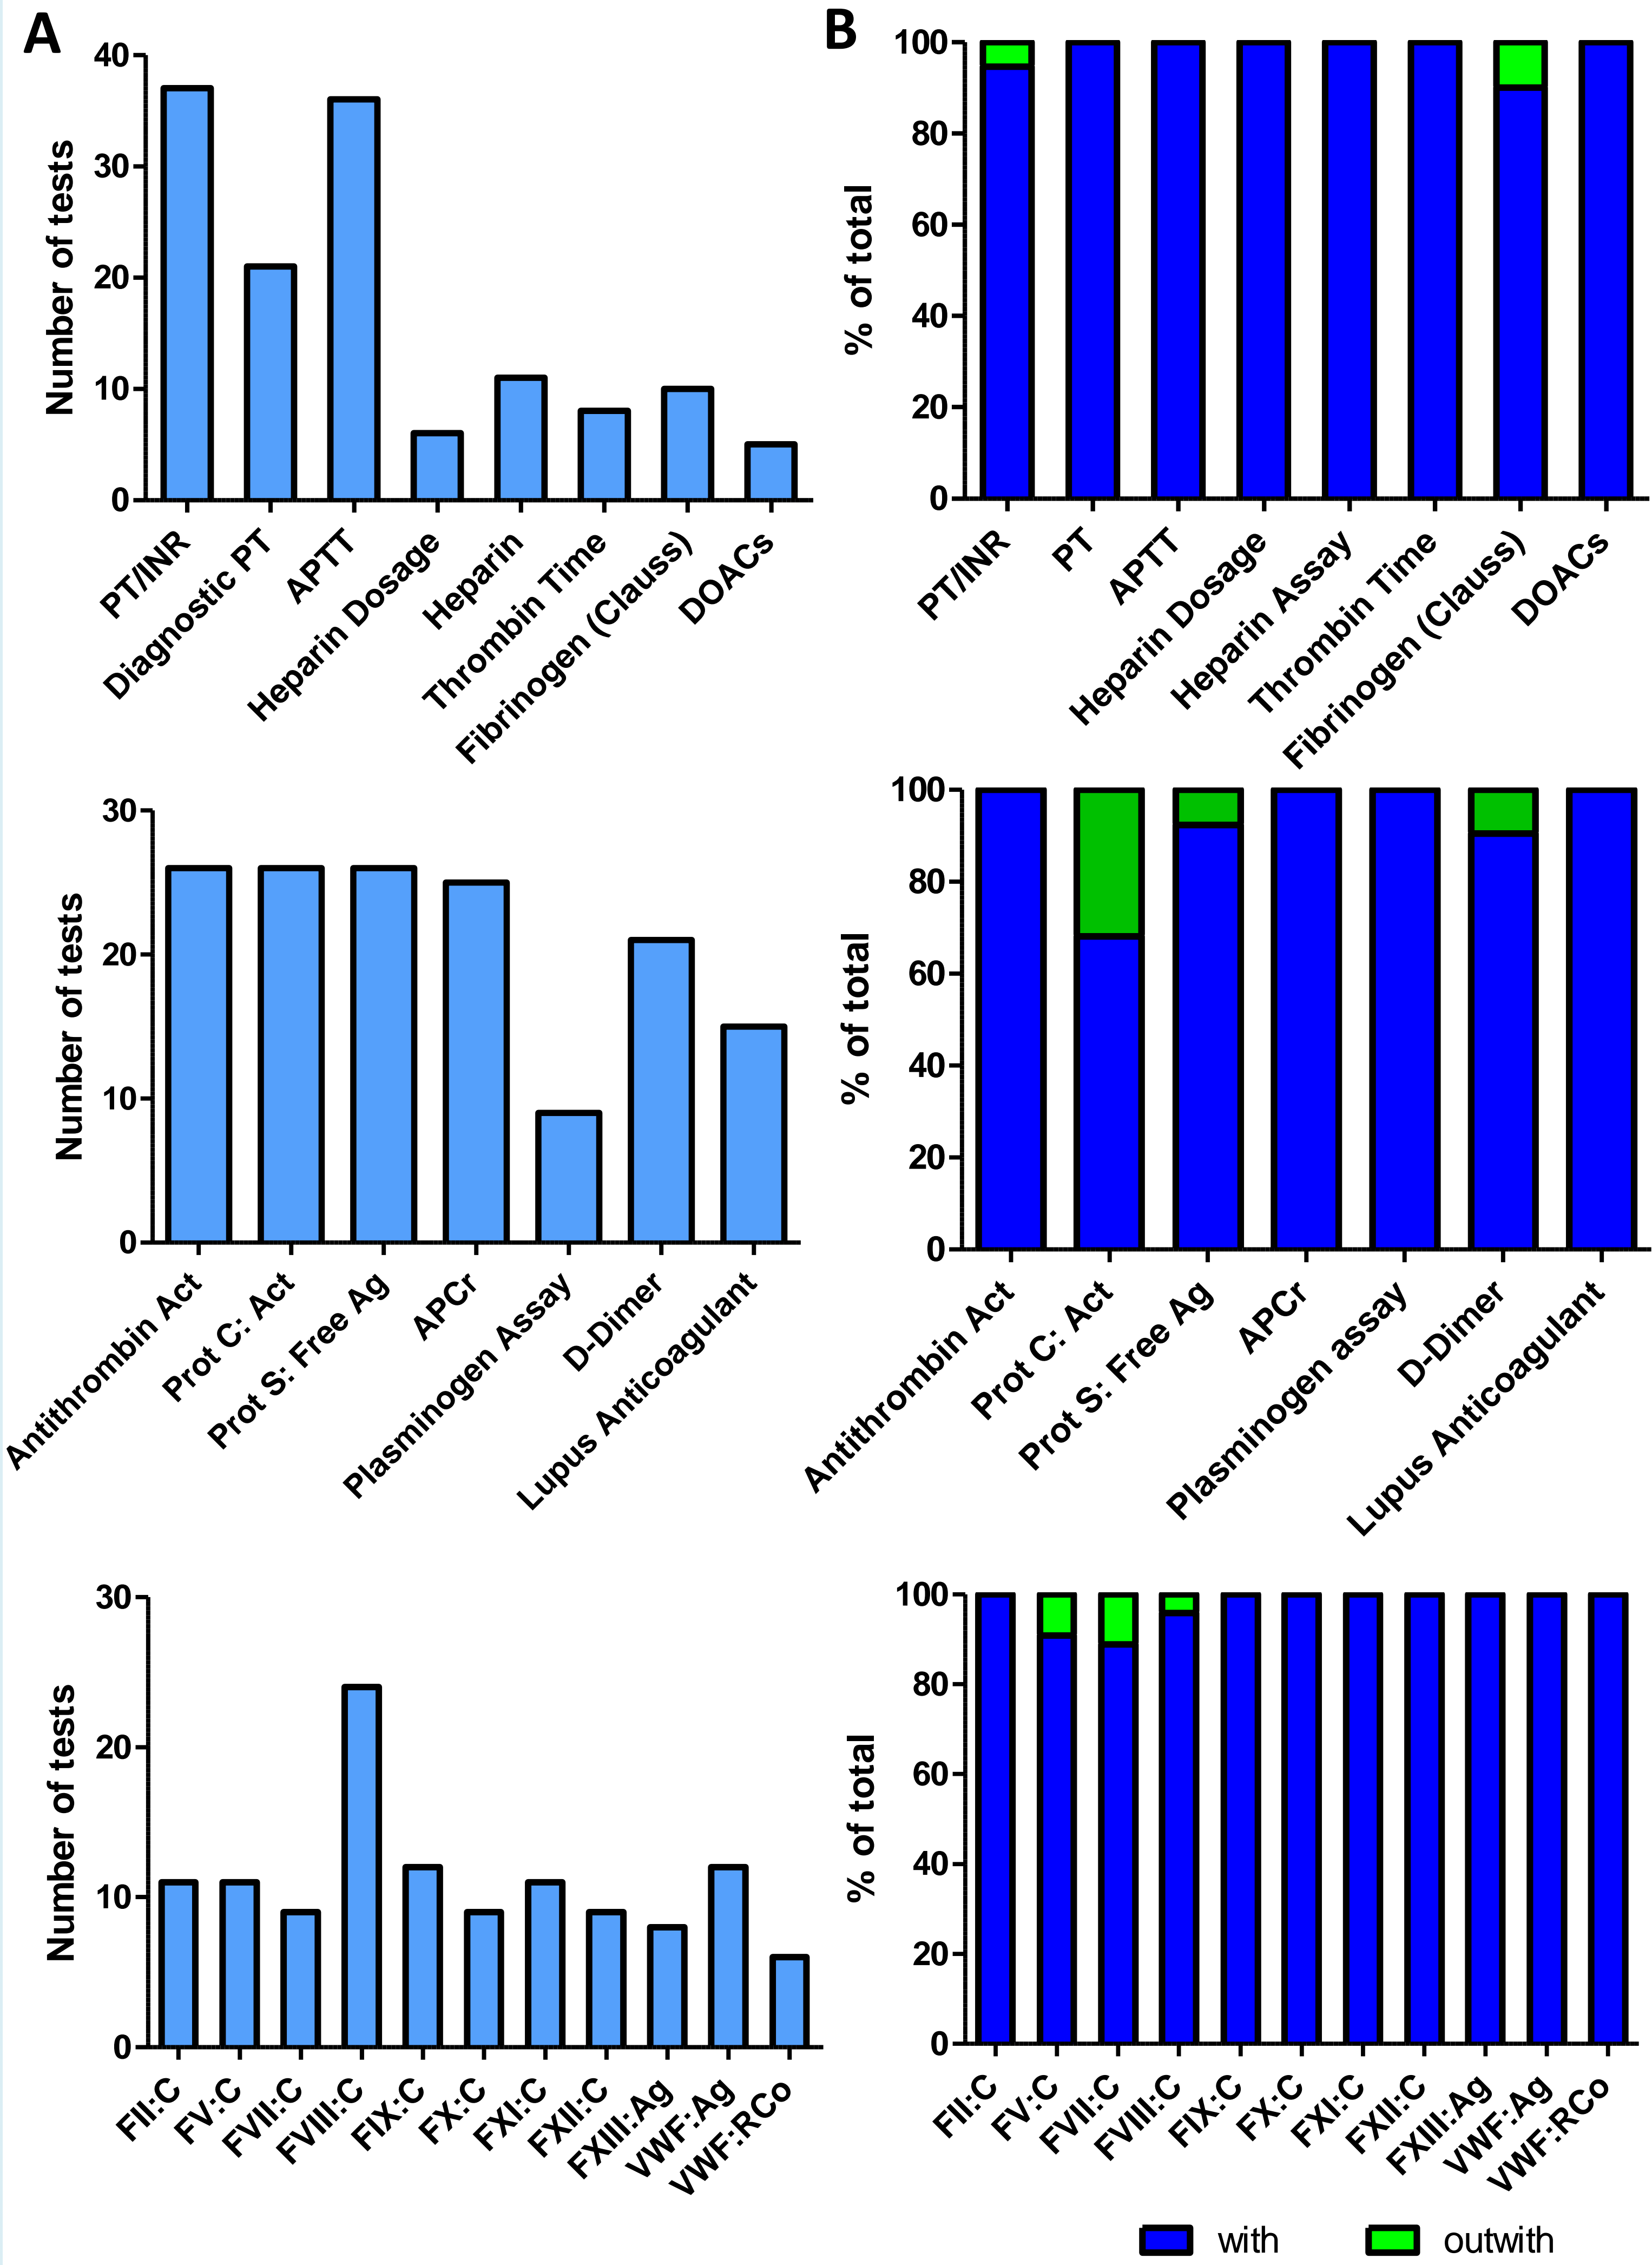 A
Number of tests
40
30
20
10
0
PT/INR
Diagnostic PT
APTT
Heparin Dosage
Heparin
Thrombin Time
Fibrinogen (Clauss)
DOACs
B
% of total
100
80
60
40
20
0
PT/INR
PT
APTT
Heparin Dosage
Heparin Assay
Thrombin Time
Fibrinogen (Clauss)
DOACs
Number of tests
30
20
10
0
Antithrombin Act
Prot C: Act
Prot S: Free Ag
APCr
Plasminogen Assay
D-Dimer
Lupus Anticoagulant
% of total
100
80
60
40
20
0
Antithrombin Act
Prot C: Act
Prot S: Free Ag
APCr
Plasminogen assay
D-Dimer
Lupus Anticoagulant
Number of tests
30
20
10
0
FII:C
FV:C
FVII:C
FVIII:C
FIX:C
FX:C
FXI:C
FXII:C
FXIII:Ag
VWF:Ag
VWF:RCo
% of total
100
80
60
40
20
0
FII:C
FV:C
FVII:C
FVIII:C
FIX:C
FX:C
FXI:C
FXII:C
FXIII:Ag
VWF:Ag
VWF:RCo
with
outwith